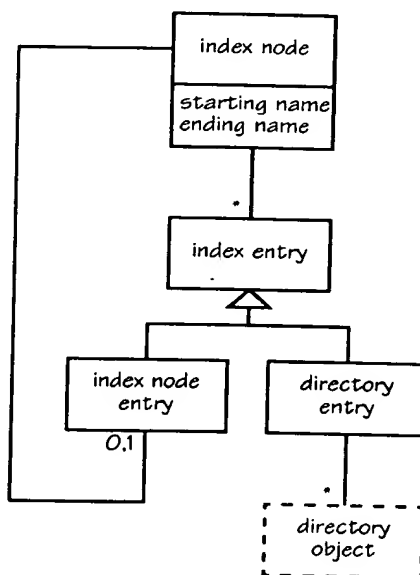 index node
starting name
ending name
*
index entry
index node
entry
directory
entry
0,1
*
directory
object